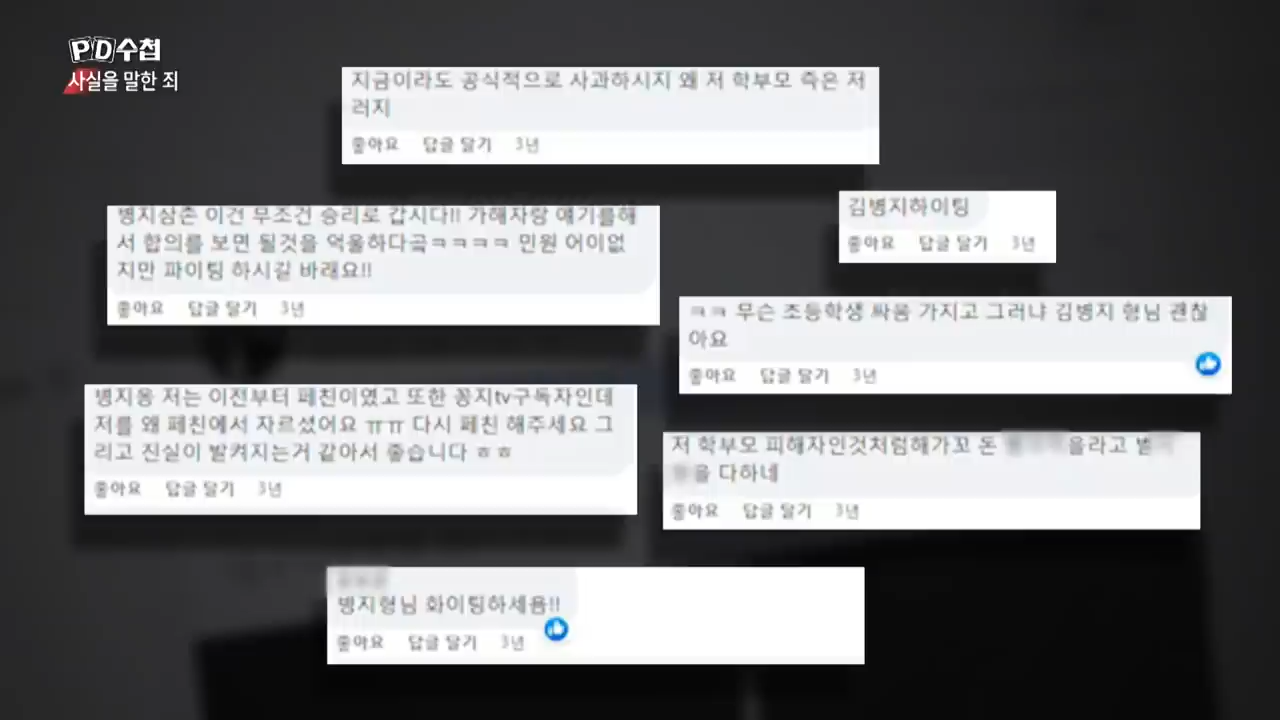 PD수첩
사실을 말한 죄
지금이라도 공식적으로 사과하시지 왜 저 학부모 측은 저
러지
좋아요 답글 달기 3년
병지삼촌 이건 무조건 승리로 갑시다!! 가해자랑 얘기를해
서 합의를 보면 될것을 억울하다곸ㅋㅋㅋㅋ 민원 어이없
지만 파이팅 하시길 바래요!!
좋아요 답글 달기 3년
김병지하이팅
좋아요 답글 달기 3년
ㅋㅋ 무슨 초등학생 싸움 가지고 그러냐 김병지 형님 괜찮
아요
좋아요 답글 달기 3년
병지옹 저는 이전부터 페친이였고 또한 꽁지tv구독자인데
저를 왜 페친에서 자르셨어요 ㅠㅠ 다시 페친 해주세요 그
리고 진실이 발켜지는거 같아서 좋습니다 ㅎㅎ
좋아요 답글 달기 3년
저 학부모 피해자인것처럼해가꼬 돈 을라고 별
을 다하네
좋아요 답글 달기 3년
병지형님 화이팅하세욤!!
좋아요 답글 달기 3년